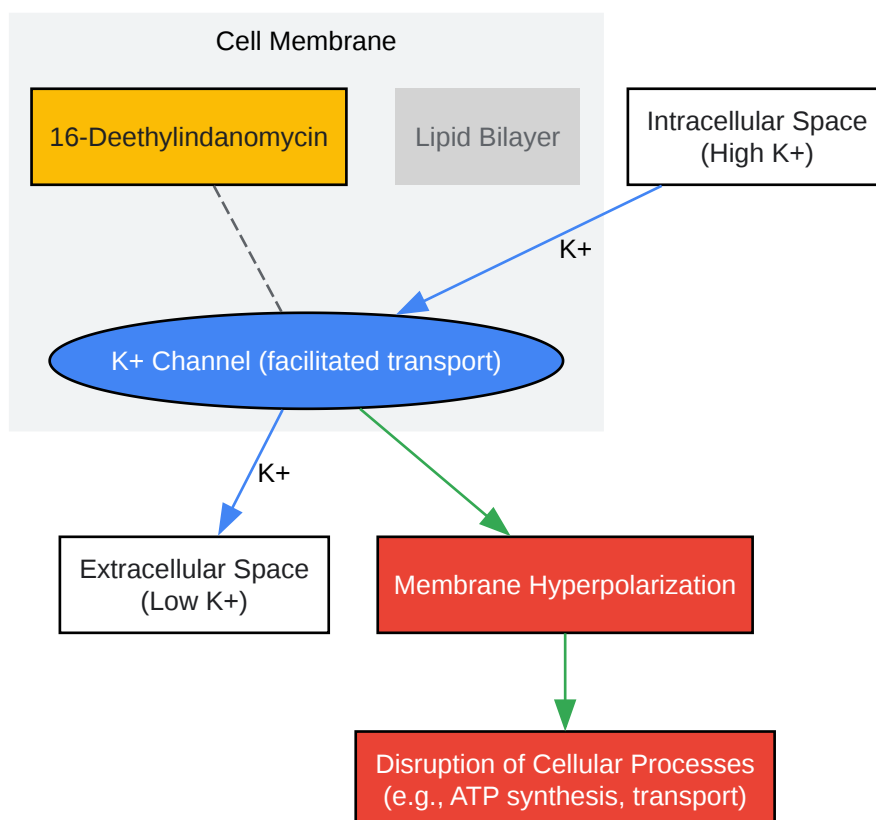 Cell Membrane
16-Deethylindanomycin
Lipid Bilayer
Intracellular Space
(High K+)
K+
K+ Channel (facilitated transport)
K+
Extracellular Space
(Low K+)
Membrane Hyperpolarization
Disruption of Cellular Processes
(e.g., ATP synthesis, transport)